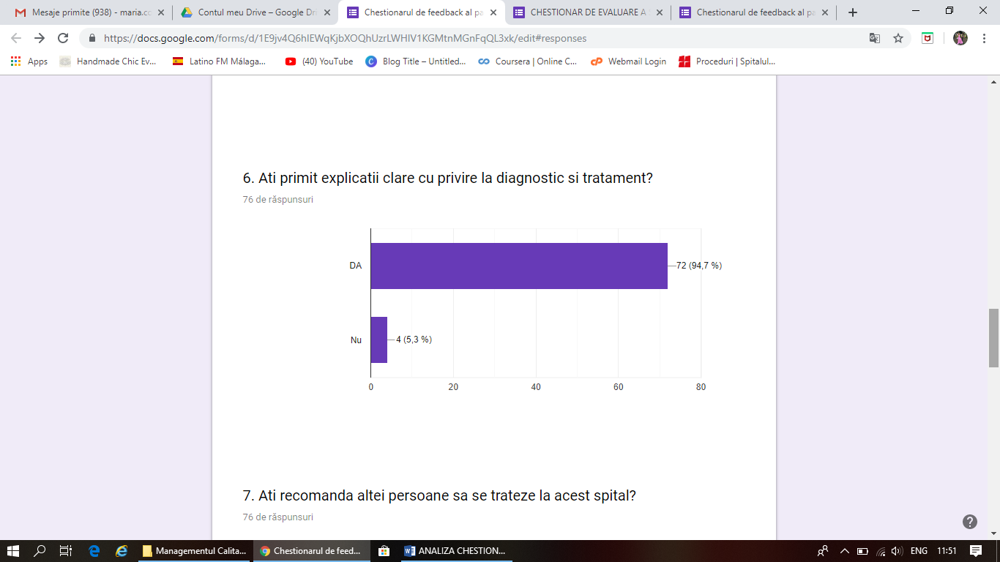 Mesaje primite (938) - maria.co
Contul meu Drive – Google Dri
Chestionarul de feedback al pa
CHESTIONAR DE EVALUARE A S
Chestionarul de feedback al pa
https://docs.google.com/forms/d/1E9jv4Q6hIEWqKjbXOQhUzrLWHIV1KGMtnMGnFqQL3xk/edit#responses
Apps
Handmade Chic Ev...
Latino FM Málaga...
(40) YouTube
Blog Title – Untitled...
Coursera | Online C...
Webmail Login
Proceduri | Spitalul...
6. Ati primit explicatii clare cu privire la diagnostic si tratament?
76 de răspunsuri
DA
72 (94,7 %)
Nu
4 (5,3 %)
0 20 40 60 80
7. Ati recomanda altei persoane sa se trateze la acest spital?
76 de răspunsuri
Managementul Calita...
Chestionarul de feed...
ANALIZA CHESTION...
ENG
11:51